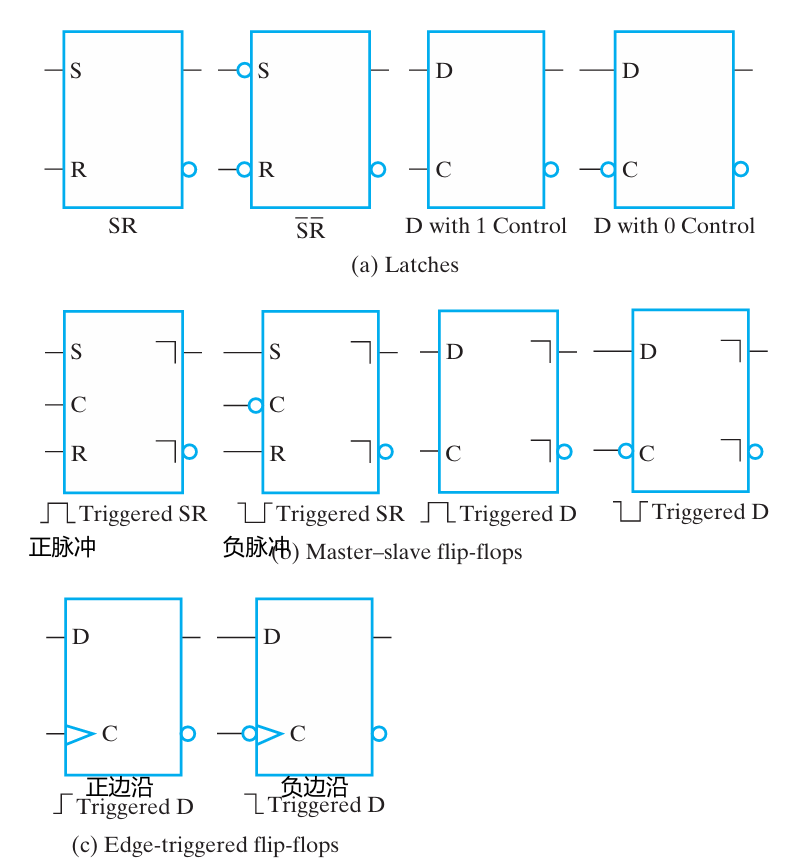 S S D D
R R C C
SR S̅R̅ D with 1 Control D with 0 Control
(a) Latches
S S D D
C C
R R C C
Triggered SR Triggered SR Triggered D Triggered D
正脉冲 负脉冲
(b) Master–slave flip-flops
D D
C C
正边沿 负边沿
Triggered D Triggered D
(c) Edge-triggered flip-flops